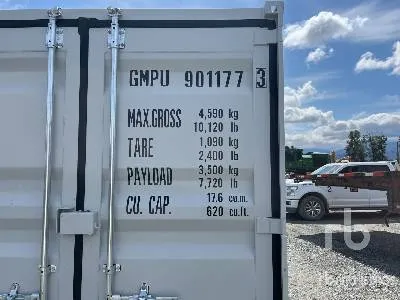 GMPU 901177 3
MAX.GROSS 4,590 kg
10,120 lb
TARE 1,090 kg
2,400 lb
PAYLOAD 3,500 kg
7,720 lb
CU. CAP. 17.6 cu.m.
620 cu.ft.
rb